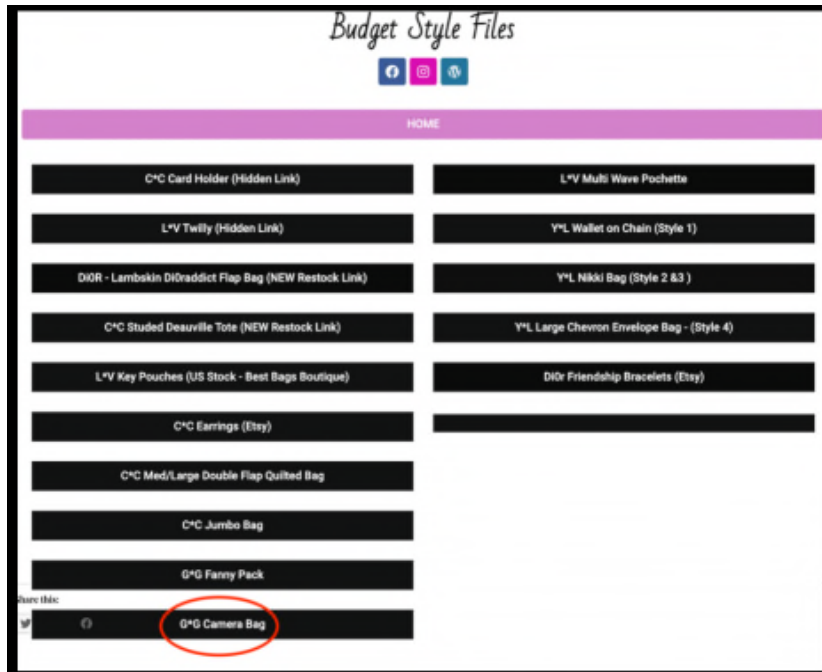 Budget Style Files
HOME
C*C Card Holder (Hidden Link)
L*V Twilly (Hidden Link)
Di0R - Lambskin Di0raddict Flap Bag (NEW Restock Link)
C*C Studed Deauville Tote (NEW Restock Link)
L*V Key Pouches (US Stock - Best Bags Boutique)
C*C Earrings (Etsy)
C*C Med/Large Double Flap Quilted Bag
C*C Jumbo Bag
G*G Fanny Pack
Share this:
G*G Camera Bag
L*V Multi Wave Pochette
Y*L Wallet on Chain (Style 1)
Y*L Nikki Bag (Style 2 &3 )
Y*L Large Chevron Envelope Bag - (Style 4)
Di0r Friendship Bracelets (Etsy)